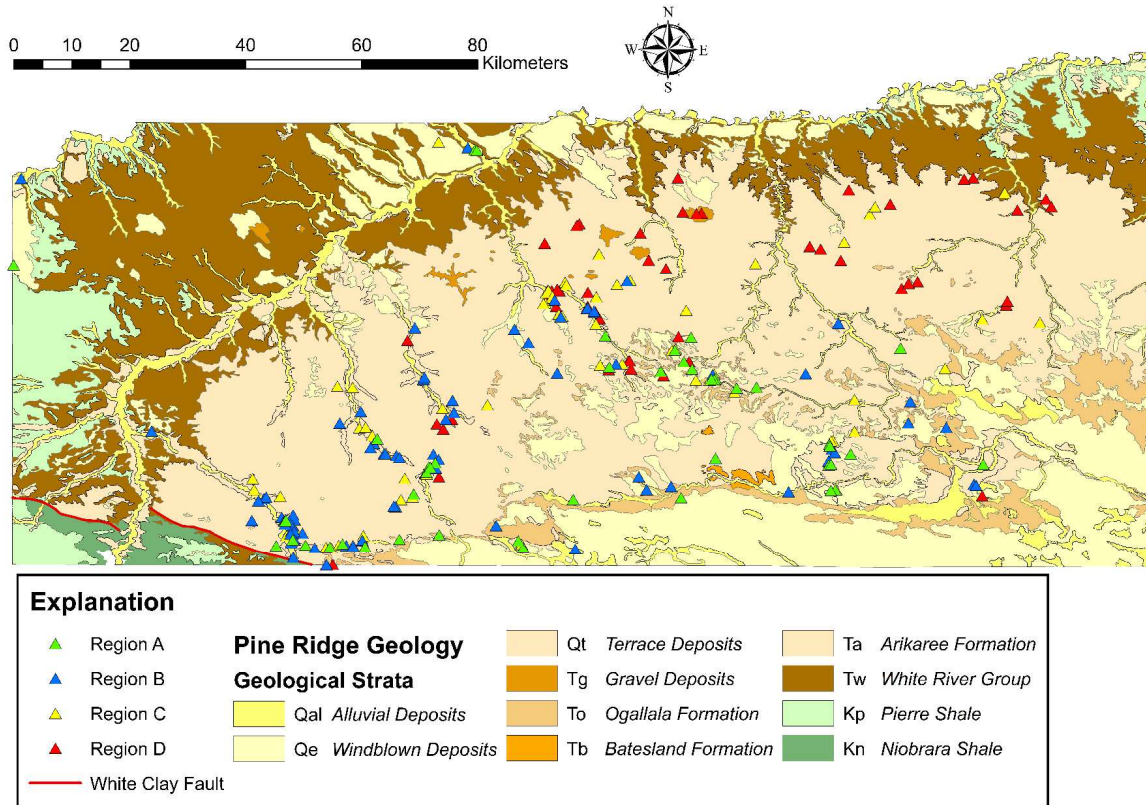 N
W E
S
0 10 20 40 60 80
Kilometers
Explanation
Region A
Region B
Region C
Region D
White Clay Fault
Pine Ridge Geology
Geological Strata
Qal Alluvial Deposits
Qe Windblown Deposits
Qt Terrace Deposits
Tg Gravel Deposits
To Ogallala Formation
Tb Batesland Formation
Ta Arikaree Formation
Tw White River Group
Kp Pierre Shale
Kn Niobrara Shale